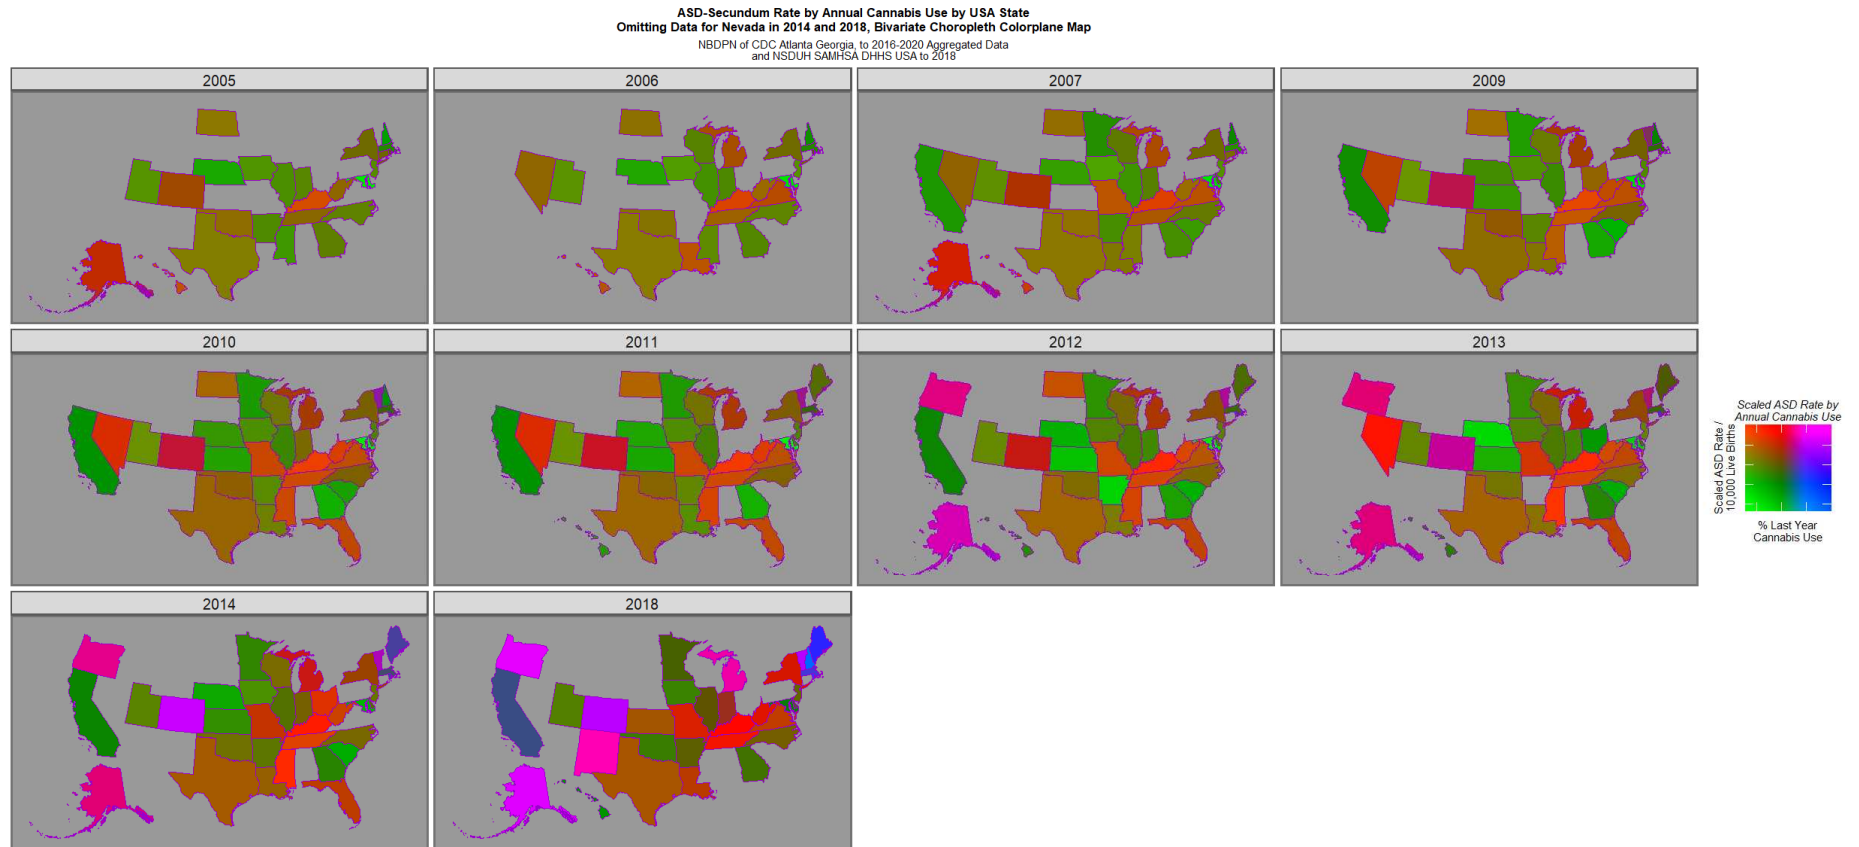 ASD-Secundum Rate by Annual Cannabis Use by USA State
Omitting Data for Nevada in 2014 and 2018, Bivariate Choropleth Colorplane Map
NBDPN of CDC Atlanta Georgia, to 2016-2020 Aggregated Data
and NSDUH SAMHSA DHHS USA to 2018
2005
2006
2007
2009
2010
2011
2012
2013
2014
2018
Scaled ASD Rate by
Annual Cannabis Use
Scaled ASD Rate /
10,000 Live Births
% Last Year
Cannabis Use